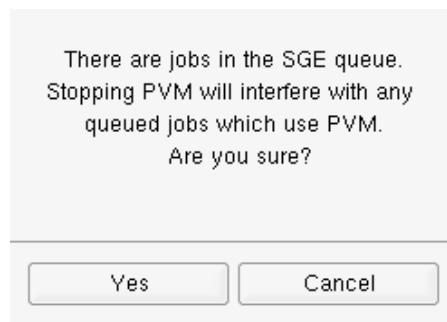 There are jobs in the SGE queue.
Stopping PVM will interfere with any
queued jobs which use PVM.
Are you sure?
Yes
Cancel